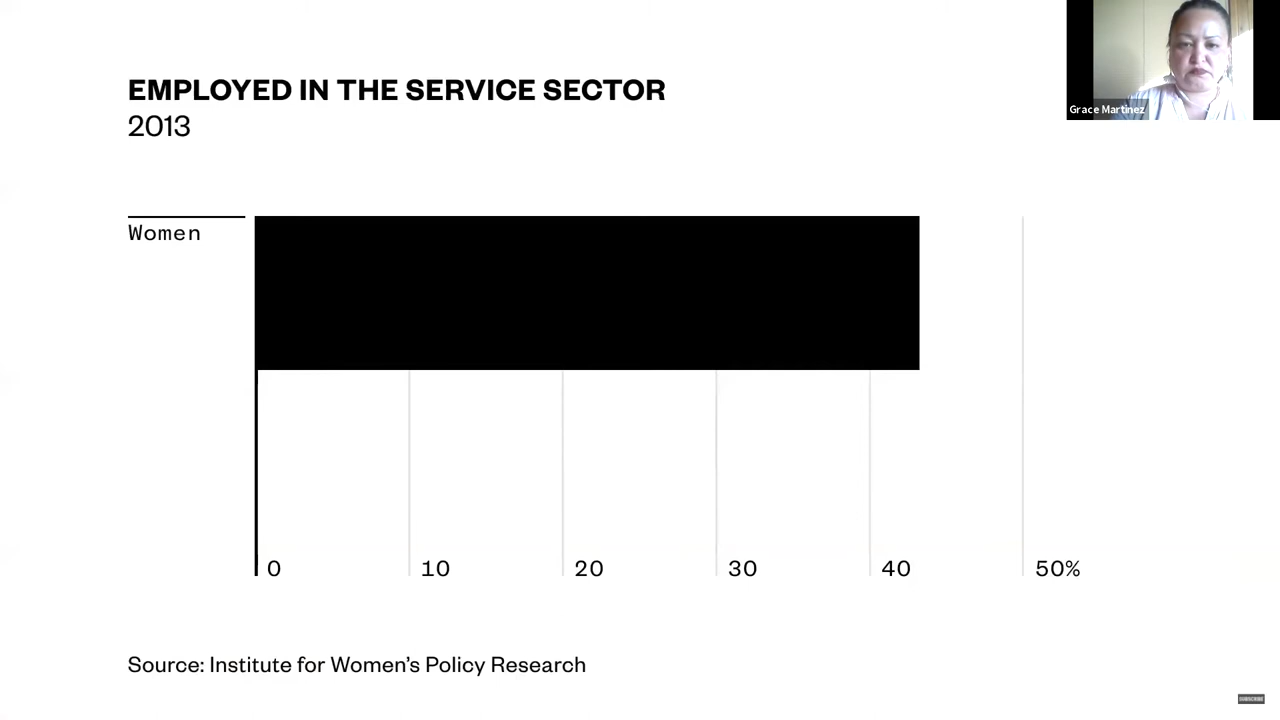 EMPLOYED IN THE SERVICE SECTOR
2013
Grace Martinez
Women
0 10 20 30 40 50%
Source: Institute for Women’s Policy Research
SUBSCRIBE